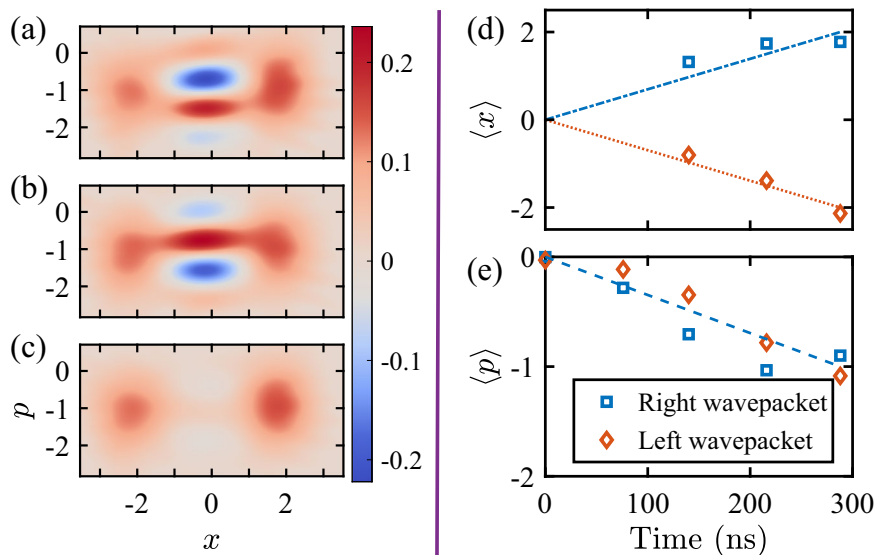 (a)
0
-1
-2
(b)
0
-1
-2
(c)
0
-1
-2
p
-2
0
2
x
0.2
0.1
0
-0.1
-0.2
(d)
2
0
-2
⟨x⟩
(e)
0
-1
-2
⟨p⟩
Right wavepacket
Left wavepacket
0
100
200
300
Time (ns)